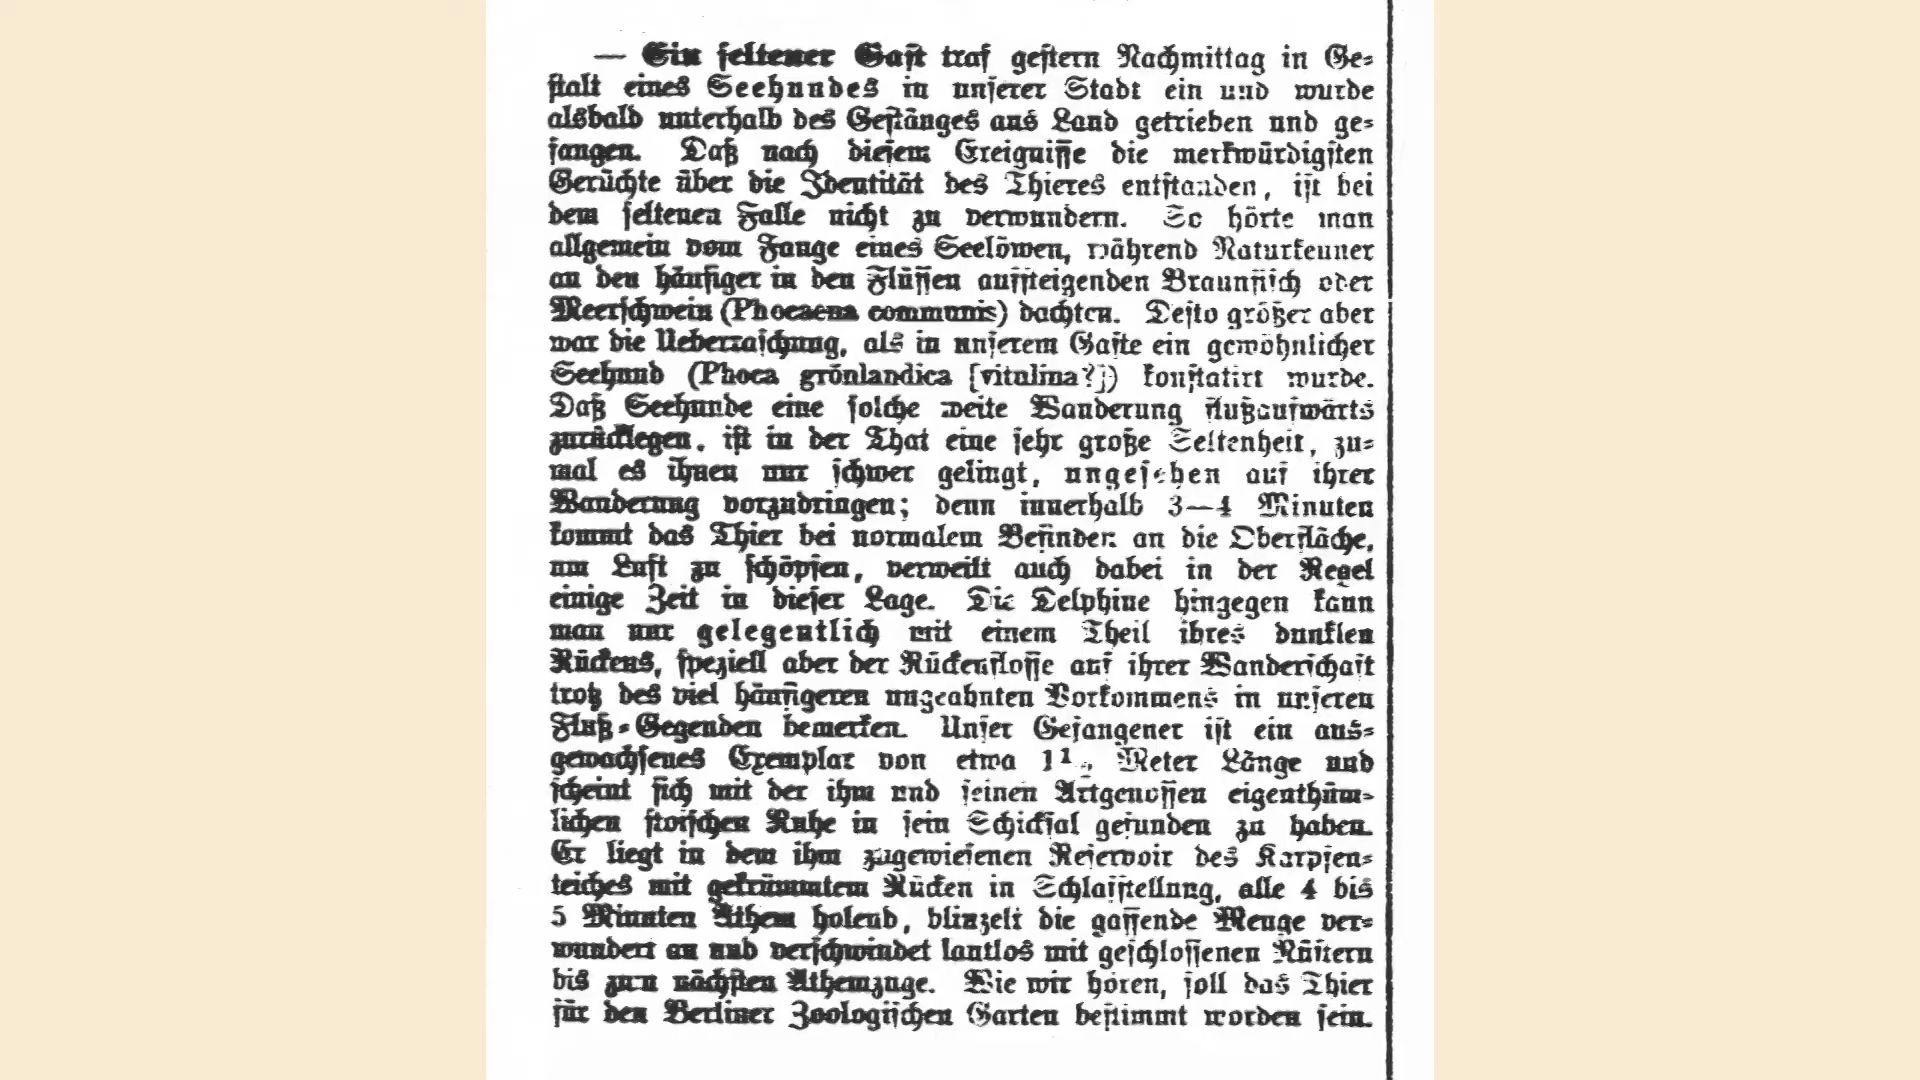 — Ein seltener Gast traf gestern Nachmittag in Ge-
stalt eines Seehundes in unserer Stadt ein und wurde
alsbald unterhalb des Gestänges ans Land getrieben und ge-
fangen. Daß nach diesem Ereignisse die merkwürdigsten
Gerüchte über die Identität des Thieres entstanden, ist bei
dem seltenen Falle nicht zu verwundern. So hörte man
allgemein vom Fange eines Seelöwen, während Naturkenner
an den häufiger in den Flüssen aufsteigenden Braunfisch oder
Meerschwein (Phocaena communis) dachten. Desto größer aber
war die Ueberraschung, als in unserem Gaste ein gewöhnlicher
Seehund (Phoca grönlandica [vitulina?]) konstatirt wurde.
Daß Seehunde eine solche weite Wanderung flußaufwärts
zurücklegen, ist in der That eine sehr große Seltenheit, zu-
mal es ihnen nur schwer gelingt, ungesehen auf ihrer
Wanderung vorzudringen; denn innerhalb 3—4 Minuten
kommt das Thier bei normalem Befinden an die Oberfläche,
um Luft zu schöpfen, verweilt auch dabei in der Regel
einige Zeit in dieser Lage. Die Delphine hingegen kann
man nur gelegentlich mit einem Theil ihres dunklen
Rückens, speziell aber der Rückenflosse auf ihrer Wanderschaft
trotz des viel häufigeren ungeahnten Vorkommens in unseren
Fluß-Gegenden bemerken. Unser Gefangener ist ein aus-
gewachsenes Exemplar von etwa Meter Länge und
scheint sich mit der ihm und seinen Artgenossen eigenthüm-
lichen stoischen Ruhe in sein Schicksal gefunden zu haben.
Er liegt in dem ihm zugewiesenen Reservoir des Karpfen-
teiches mit gekrümmtem Rücken in Schlafstellung, alle 4 bis
5 Minuten Athem holend, blinzelt die gaffende Menge ver-
wundert an und verschwindet lautlos mit geschlossenen Nüstern
bis zum nächsten Athemzuge. Wie wir hören, soll das Thier
für den Berliner Zoologischen Garten bestimmt worden sein.